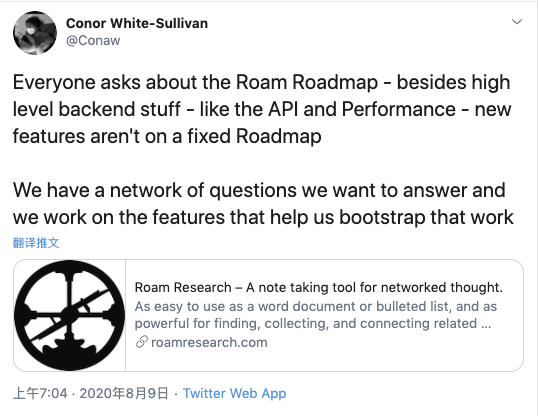 Conor White-Sullivan
@Conaw
Everyone asks about the Roam Roadmap - besides high
level backend stuff - like the API and Performance - new
features aren't on a fixed Roadmap
We have a network of questions we want to answer and
we work on the features that help us bootstrap that work
翻译推文
Roam Research – A note taking tool for networked thought.
As easy to use as a word document or bulleted list, and as
powerful for finding, collecting, and connecting related ...
roamresearch.com
上午7:04 · 2020年8月9日 · Twitter Web App